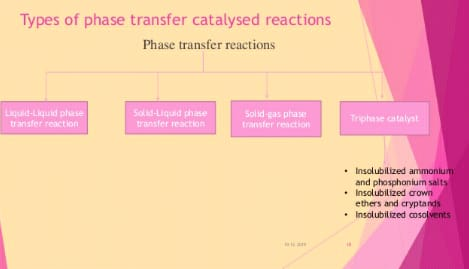 Types of phase transfer catalysed reactions
Phase transfer reactions
Liquid-Liquid phase
transfer reaction
Solid-Liquid phase
transfer reaction
Solid-gas phase
transfer reaction
Triphase catalyst
• Insolubilized ammonium
and phosphonium salts
• Insolubilized crown
ethers and cryptands
• Insolubilized cosolvents